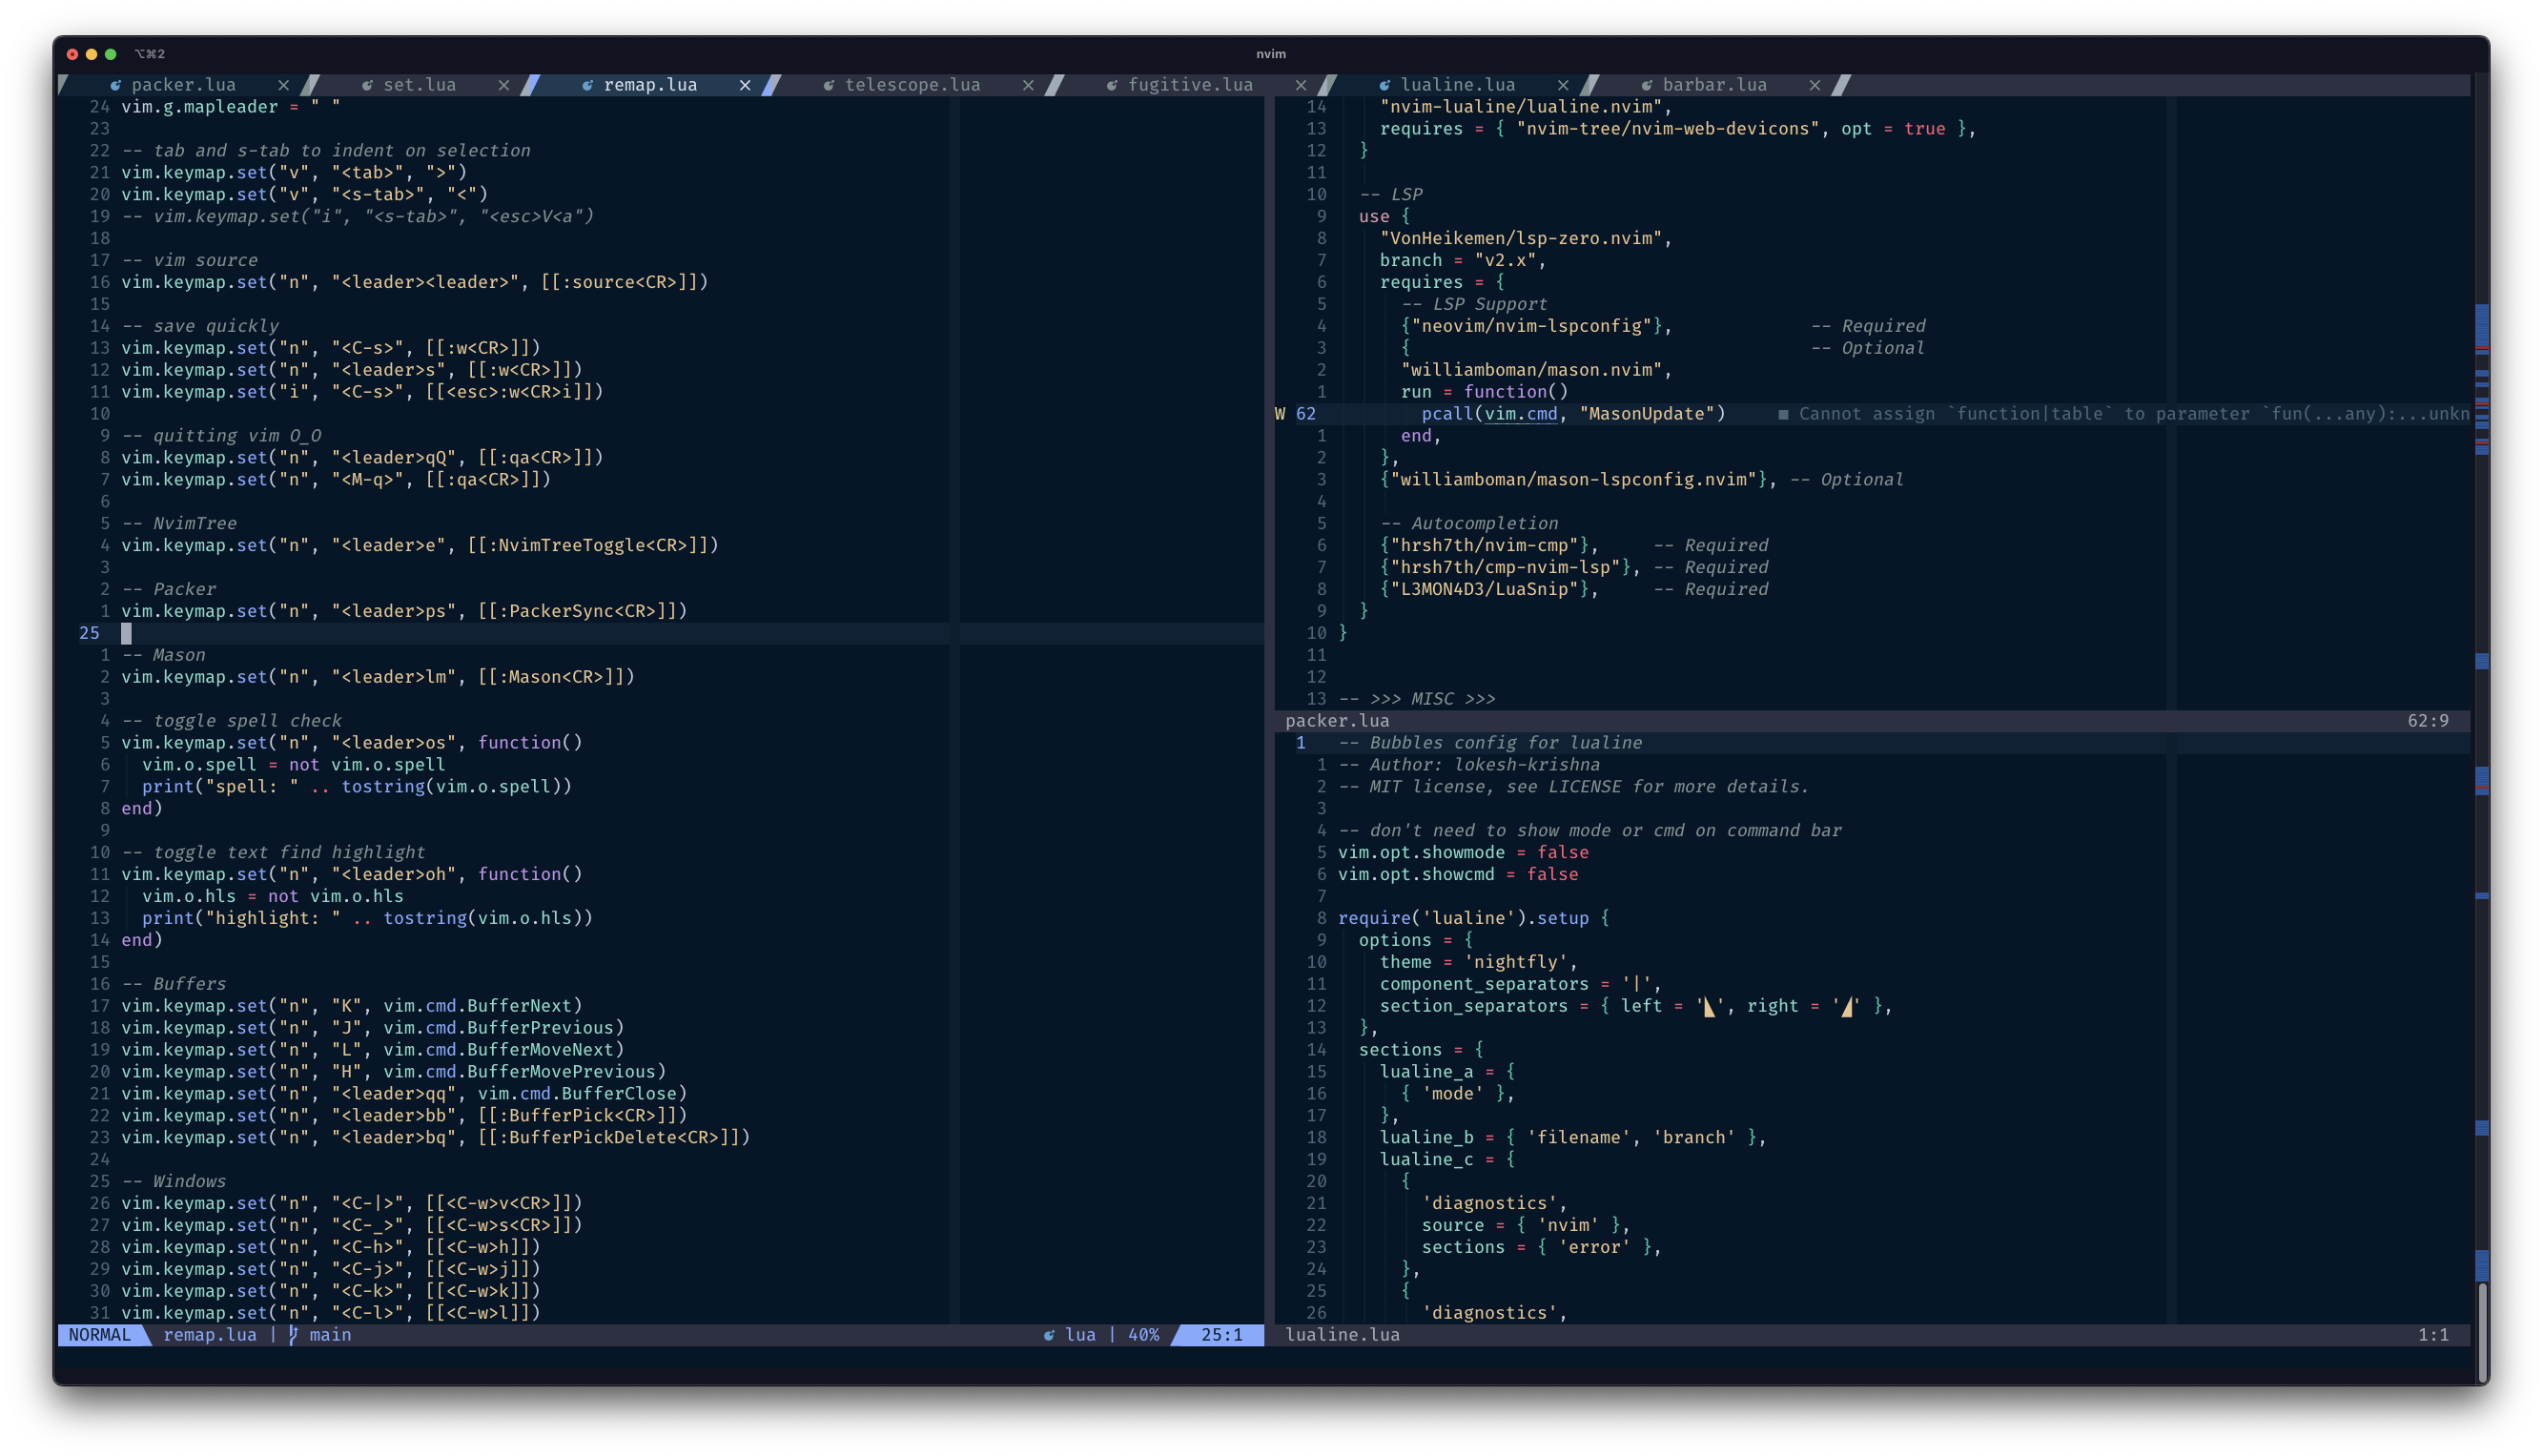 ⌥⌘2
nvim
packer.lua × set.lua × remap.lua × telescope.lua × fugitive.lua × lualine.lua × barbar.lua ×
24 vim.g.mapleader = " "
23
22 -- tab and s-tab to indent on selection
21 vim.keymap.set("v", "<tab>", ">")
20 vim.keymap.set("v", "<s-tab>", "<")
19 -- vim.keymap.set("i", "<s-tab>", "<esc>V<a")
18
17 -- vim source
16 vim.keymap.set("n", "<leader><leader>", [[:source<CR>]])
15
14 -- save quickly
13 vim.keymap.set("n", "<C-s>", [[:w<CR>]])
12 vim.keymap.set("n", "<leader>s", [[:w<CR>]])
11 vim.keymap.set("i", "<C-s>", [[<esc>:w<CR>i]])
10
9 -- quitting vim O_O
8 vim.keymap.set("n", "<leader>qQ", [[:qa<CR>]])
7 vim.keymap.set("n", "<M-q>", [[:qa<CR>]])
6
5 -- NvimTree
4 vim.keymap.set("n", "<leader>e", [[:NvimTreeToggle<CR>]])
3
2 -- Packer
1 vim.keymap.set("n", "<leader>ps", [[:PackerSync<CR>]])
25
1 -- Mason
2 vim.keymap.set("n", "<leader>lm", [[:Mason<CR>]])
3
4 -- toggle spell check
5 vim.keymap.set("n", "<leader>os", function()
6   vim.o.spell = not vim.o.spell
7   print("spell: " .. tostring(vim.o.spell))
8 end)
9
10 -- toggle text find highlight
11 vim.keymap.set("n", "<leader>oh", function()
12   vim.o.hls = not vim.o.hls
13   print("highlight: " .. tostring(vim.o.hls))
14 end)
15
16 -- Buffers
17 vim.keymap.set("n", "K", vim.cmd.BufferNext)
18 vim.keymap.set("n", "J", vim.cmd.BufferPrevious)
19 vim.keymap.set("n", "L", vim.cmd.BufferMoveNext)
20 vim.keymap.set("n", "H", vim.cmd.BufferMovePrevious)
21 vim.keymap.set("n", "<leader>qq", vim.cmd.BufferClose)
22 vim.keymap.set("n", "<leader>bb", [[:BufferPick<CR>]])
23 vim.keymap.set("n", "<leader>bq", [[:BufferPickDelete<CR>]])
24
25 -- Windows
26 vim.keymap.set("n", "<C-|>", [[<C-w>v<CR>]])
27 vim.keymap.set("n", "<C-_>", [[<C-w>s<CR>]])
28 vim.keymap.set("n", "<C-h>", [[<C-w>h]])
29 vim.keymap.set("n", "<C-j>", [[<C-w>j]])
30 vim.keymap.set("n", "<C-k>", [[<C-w>k]])
31 vim.keymap.set("n", "<C-l>", [[<C-w>l]])
NORMAL remap.lua | main lua | 40% 25:1
14     "nvim-lualine/lualine.nvim",
13     requires = { "nvim-tree/nvim-web-devicons", opt = true },
12   }
11
10   -- LSP
9   use {
8     "VonHeikemen/lsp-zero.nvim",
7     branch = "v2.x",
6     requires = {
5       -- LSP Support
4       {"neovim/nvim-lspconfig"}, -- Required
3       { -- Optional
2       "williamboman/mason.nvim",
1       run = function()
W 62         pcall(vim.cmd, "MasonUpdate") ■ Cannot assign `function|table` to parameter `fun(...any):...unkn
1       end,
2     },
3     {"williamboman/mason-lspconfig.nvim"}, -- Optional
4
5     -- Autocompletion
6     {"hrsh7th/nvim-cmp"}, -- Required
7     {"hrsh7th/cmp-nvim-lsp"}, -- Required
8     {"L3MON4D3/LuaSnip"}, -- Required
9   }
10 }
11
12
13 -- >>> MISC >>>
packer.lua 62:9
1 -- Bubbles config for lualine
1 -- Author: lokesh-krishna
2 -- MIT license, see LICENSE for more details.
3
4 -- don't need to show mode or cmd on command bar
5 vim.opt.showmode = false
6 vim.opt.showcmd = false
7
8 require('lualine').setup {
9   options = {
10     theme = 'nightfly',
11     component_separators = '|',
12     section_separators = { left = '', right = '' },
13   },
14   sections = {
15     lualine_a = {
16       { 'mode' },
17     },
18     lualine_b = { 'filename', 'branch' },
19     lualine_c = {
20       {
21         'diagnostics',
22         source = { 'nvim' },
23         sections = { 'error' },
24       },
25       {
26         'diagnostics',
lualine.lua 1:1